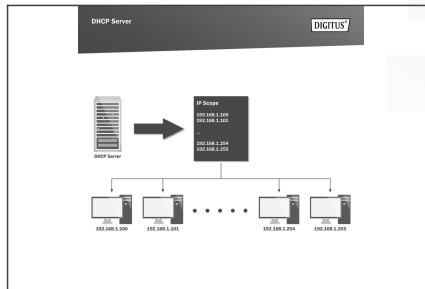 DHCP Server
DIGITUS®
IP Scope
192.168.1.100
192.168.1.101
...
192.168.1.254
192.168.1.255
DHCP Server
192.168.1.100
192.168.1.101
192.168.1.254
192.168.1.255